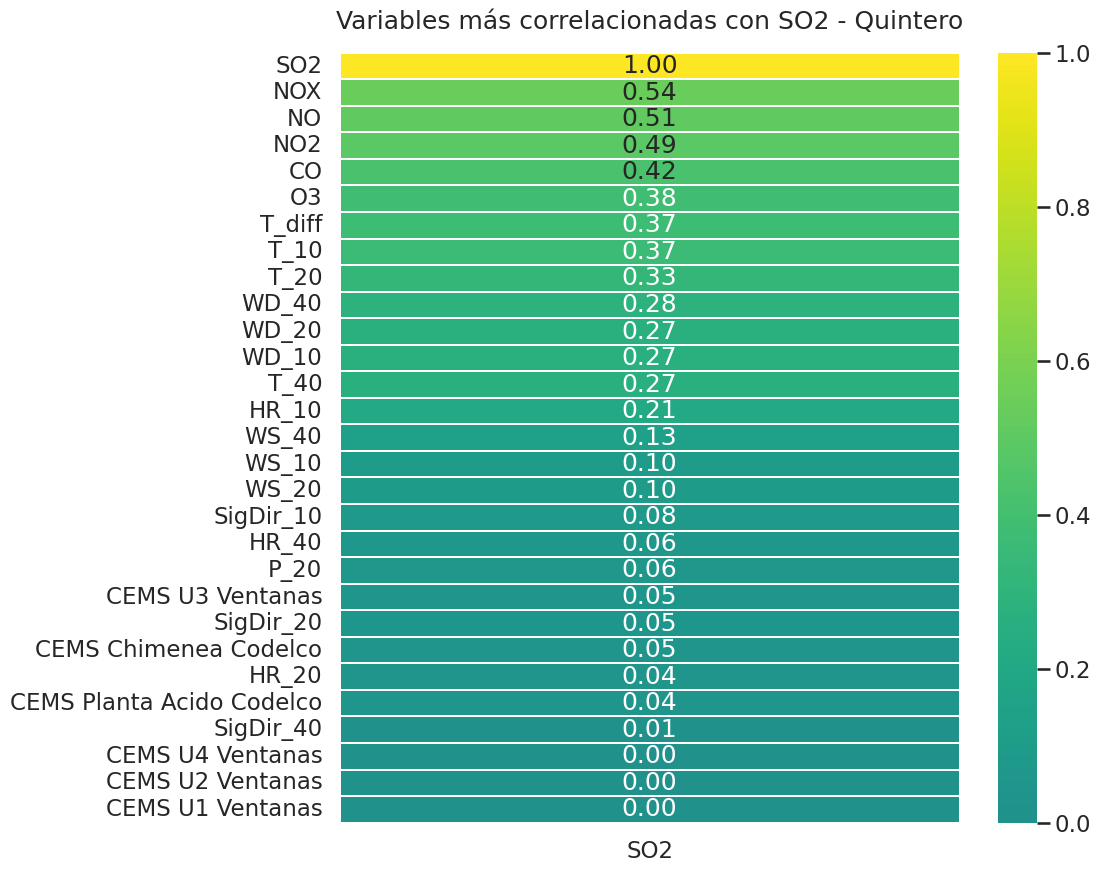 Variables más correlacionadas con SO2 - Quintero
SO2 1.00
NOX 0.54
NO 0.51
NO2 0.49
CO 0.42
O3 0.38
T_diff 0.37
T_10 0.37
T_20 0.33
WD_40 0.28
WD_20 0.27
WD_10 0.27
T_40 0.27
HR_10 0.21
WS_40 0.13
WS_10 0.10
WS_20 0.10
SigDir_10 0.08
HR_40 0.06
P_20 0.06
CEMS U3 Ventanas 0.05
SigDir_20 0.05
CEMS Chimenea Codelco 0.05
HR_20 0.04
CEMS Planta Acido Codelco 0.04
SigDir_40 0.01
CEMS U4 Ventanas 0.00
CEMS U2 Ventanas 0.00
CEMS U1 Ventanas 0.00
SO2
1.0
0.8
0.6
0.4
0.2
0.0